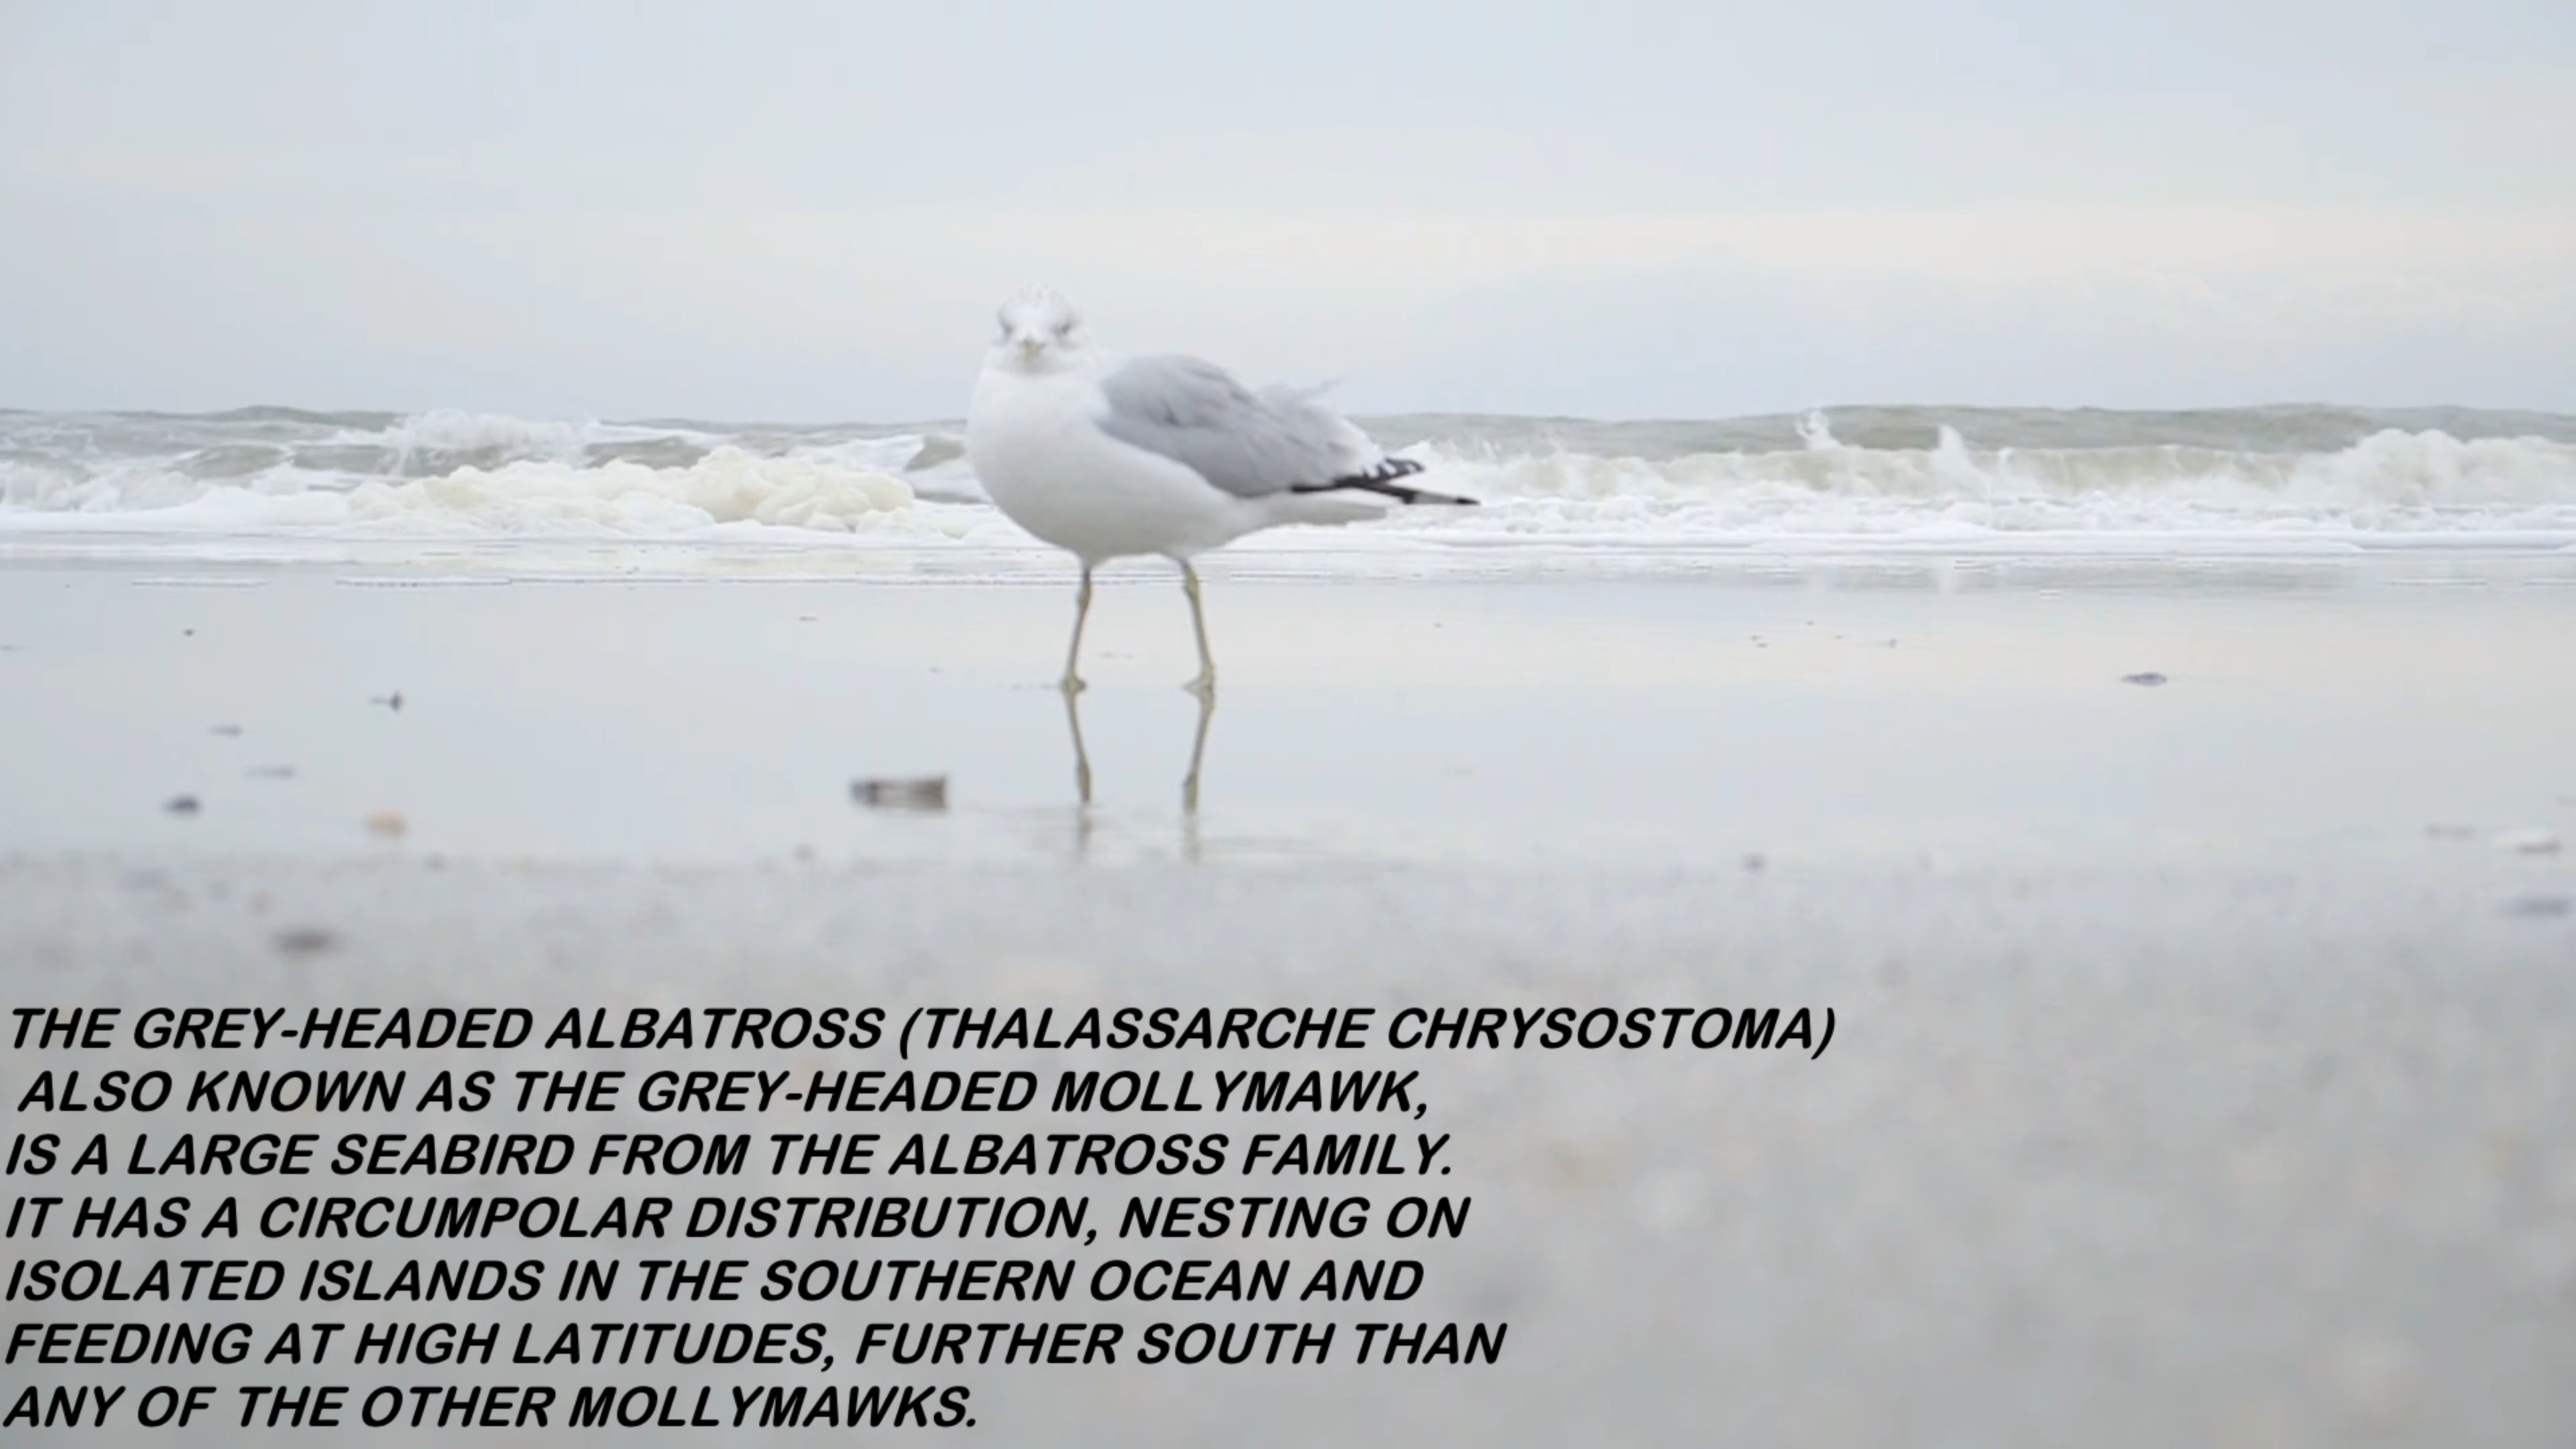 THE GREY-HEADED ALBATROSS (THALASSARCHE CHRYSOSTOMA)
ALSO KNOWN AS THE GREY-HEADED MOLLYMAWK,
IS A LARGE SEABIRD FROM THE ALBATROSS FAMILY.
IT HAS A CIRCUMPOLAR DISTRIBUTION, NESTING ON
ISOLATED ISLANDS IN THE SOUTHERN OCEAN AND
FEEDING AT HIGH LATITUDES, FURTHER SOUTH THAN
ANY OF THE OTHER MOLLYMAWKS.